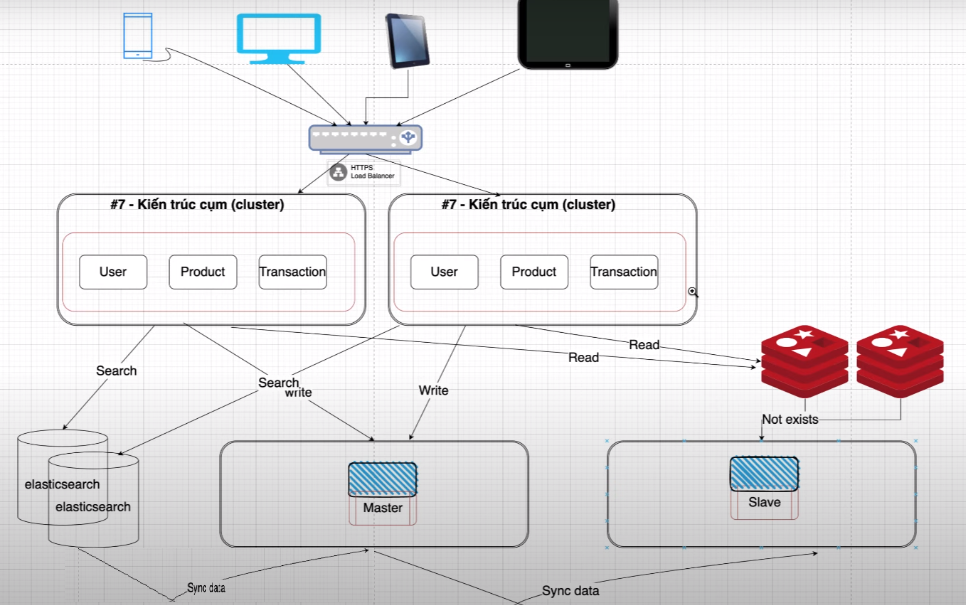 HTTPS
Load Balancer
#7 - Kiến trúc cụm (cluster)
#7 - Kiến trúc cụm (cluster)
User
Product
Transaction
User
Product
Transaction
Read
Read
Search
Search
write
Write
Not exists
elasticsearch
elasticsearch
Master
Slave
Sync data
Sync data